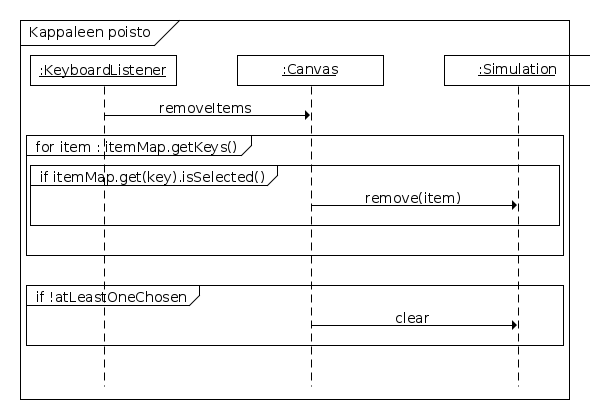 Kappaleen poisto
:KeyboardListener
:Canvas
:Simulation
removeItems
for item : itemMap.getKeys()
if itemMap.get(key).isSelected()
remove(item)
if !atLeastOneChosen
clear